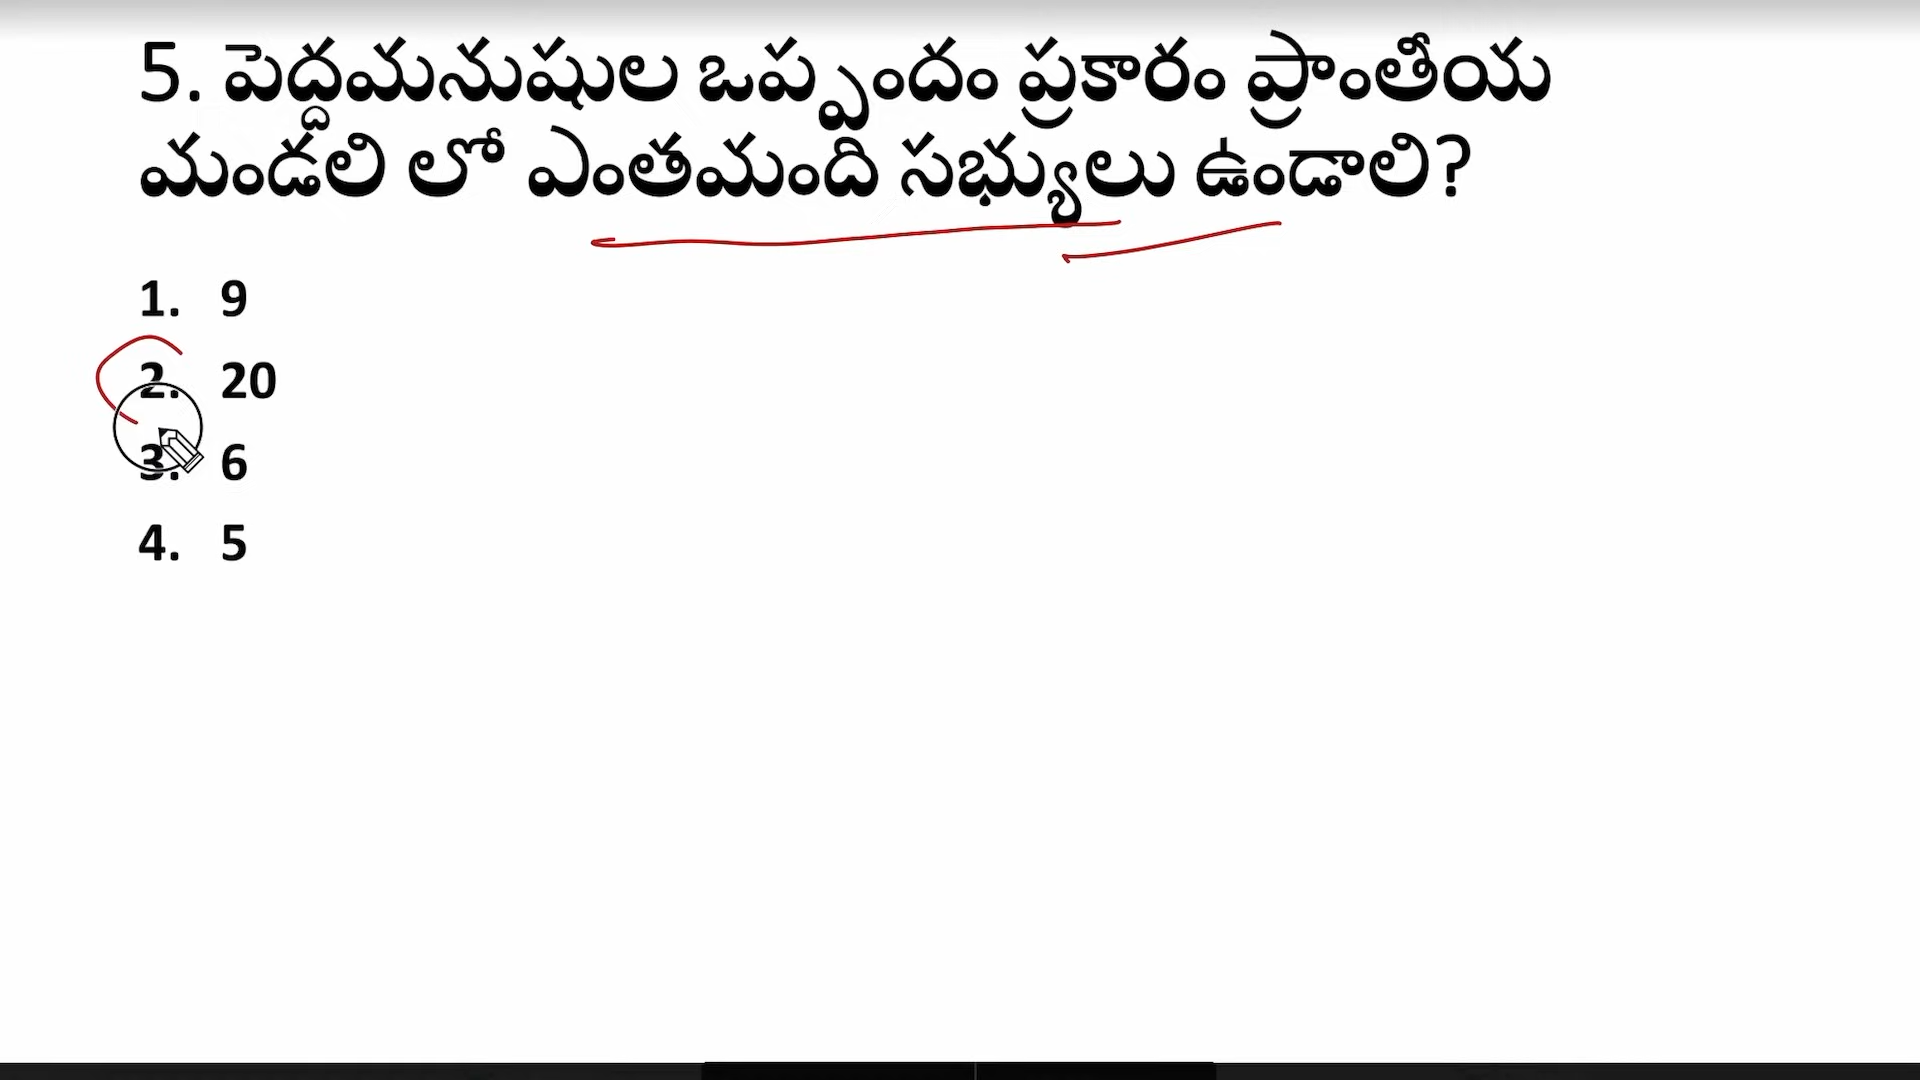 5. పెద్దమనుషుల ఒప్పందం ప్రకారం ప్రాంతీయ
మండలి లో ఎంతమంది సభ్యులు ఉండాలి?
1. 9
2. 20
3. 6
4. 5